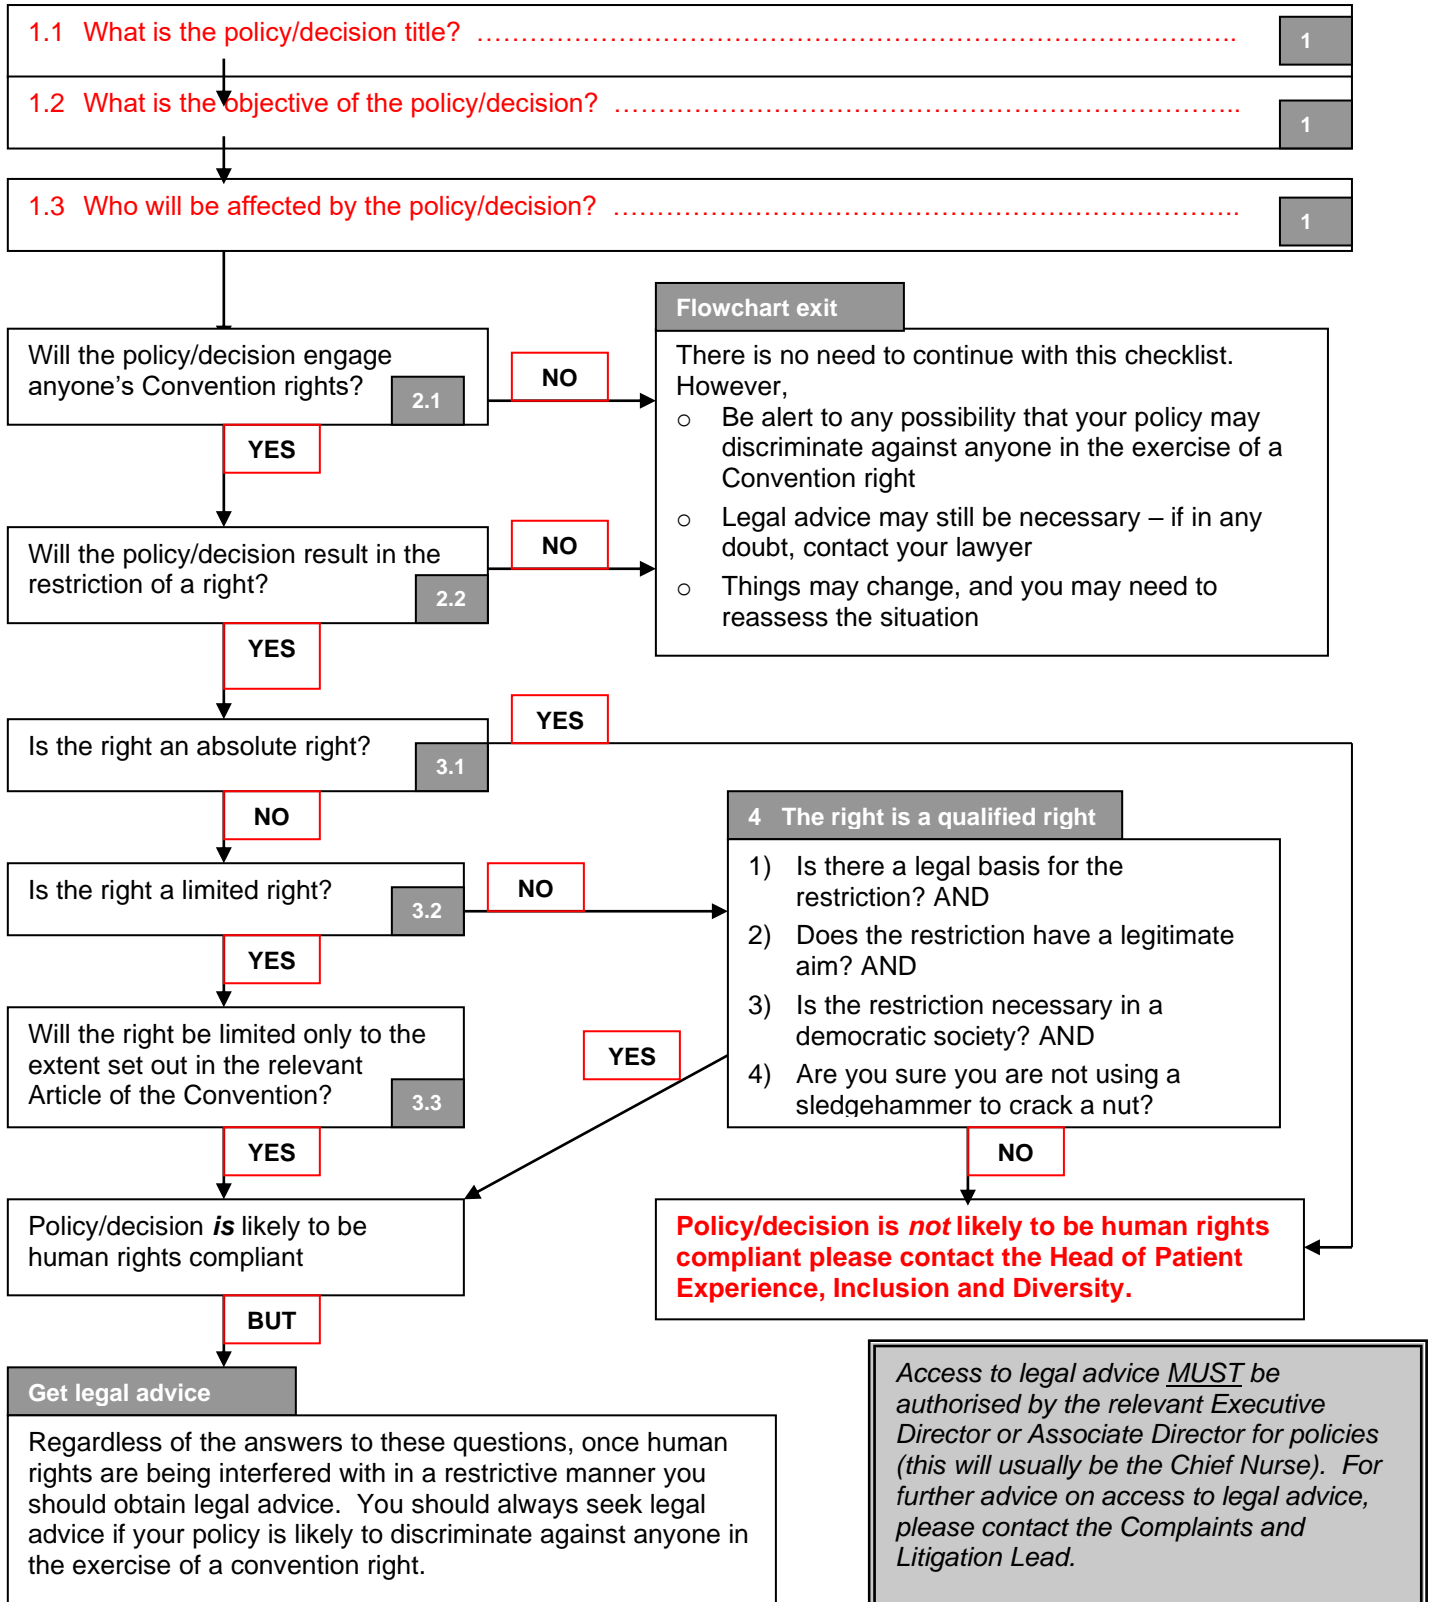 1.1 What is the policy/decision title? …………………………………………………………………………..
1
1.2 What is the objective of the policy/decision? ……………………………………………………………..
1
1.3 Who will be affected by the policy/decision? ……………………………………………………………..
1
Will the policy/decision engage
anyone’s Convention rights?
2.1
NO
YES
Flowchart exit
There is no need to continue with this checklist.
However,
o Be alert to any possibility that your policy may
discriminate against anyone in the exercise of a
Convention right
o Legal advice may still be necessary – if in any
doubt, contact your lawyer
o Things may change, and you may need to
reassess the situation
Will the policy/decision result in the
restriction of a right?
2.2
NO
YES
Is the right an absolute right?
3.1
YES
NO
Is the right a limited right?
3.2
NO
YES
4 The right is a qualified right
1) Is there a legal basis for the
restriction? AND
2) Does the restriction have a legitimate
aim? AND
3) Is the restriction necessary in a
democratic society? AND
4) Are you sure you are not using a
sledgehammer to crack a nut?
YES
NO
Will the right be limited only to the
extent set out in the relevant
Article of the Convention?
3.3
YES
Policy/decision is likely to be
human rights compliant
BUT
Policy/decision is not likely to be human rights
compliant please contact the Head of Patient
Experience, Inclusion and Diversity.
Get legal advice
Regardless of the answers to these questions, once human
rights are being interfered with in a restrictive manner you
should obtain legal advice. You should always seek legal
advice if your policy is likely to discriminate against anyone in
the exercise of a convention right.
Access to legal advice MUST be
authorised by the relevant Executive
Director or Associate Director for policies
(this will usually be the Chief Nurse). For
further advice on access to legal advice,
please contact the Complaints and
Litigation Lead.